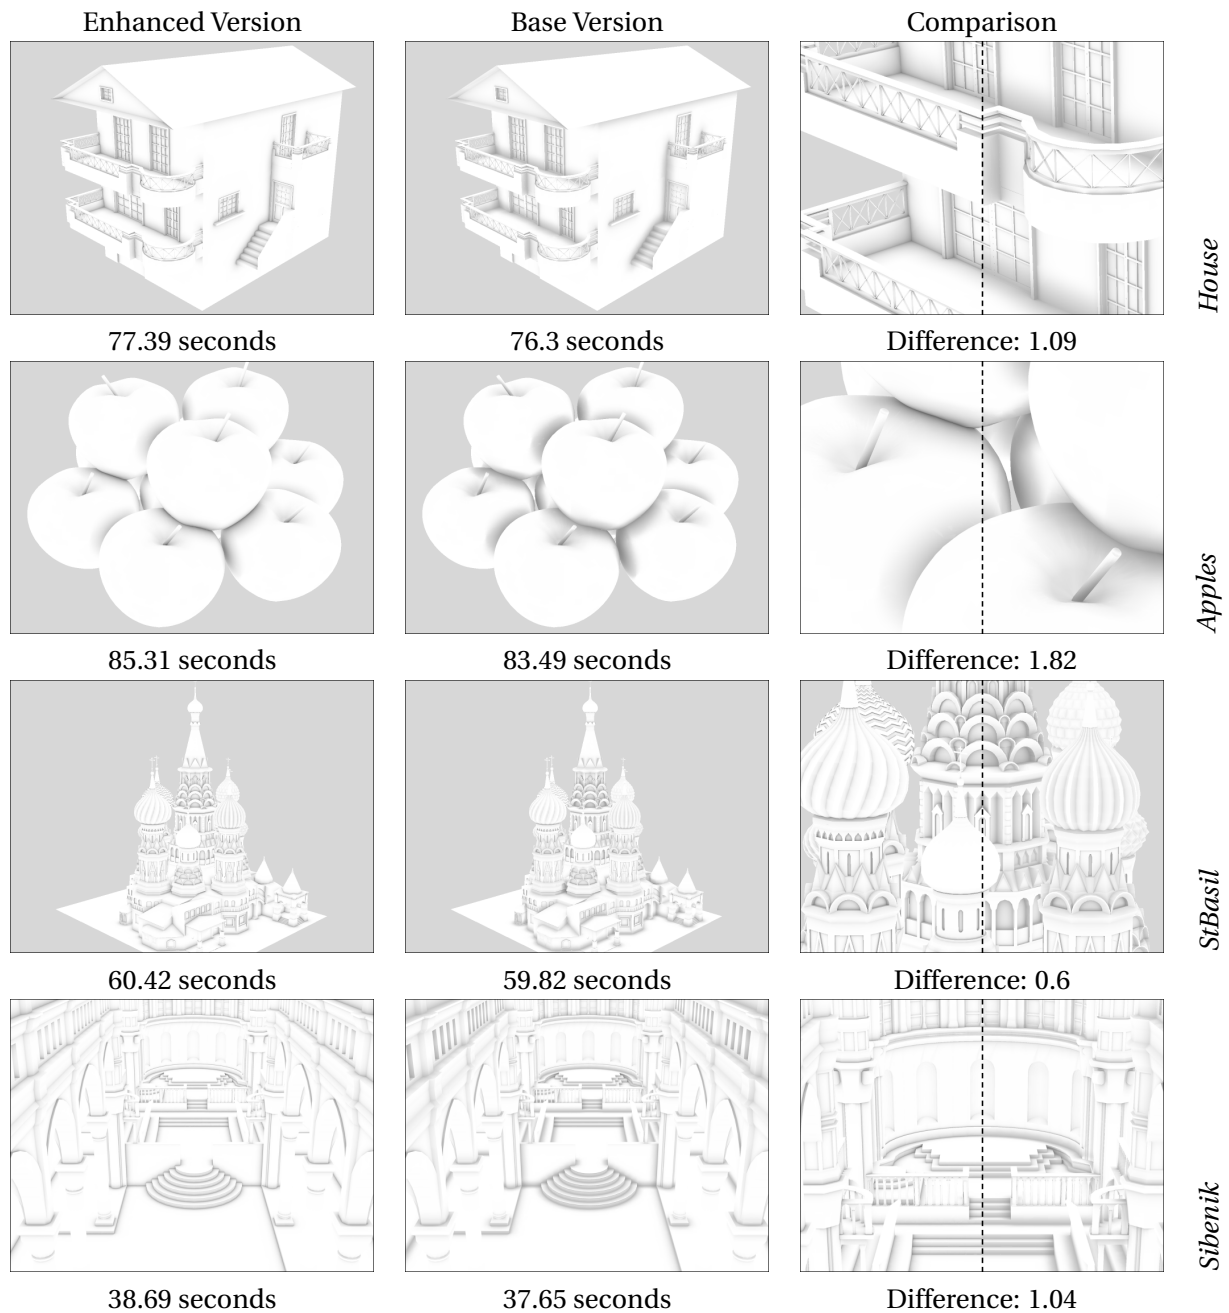 Enhanced Version
Base Version
Comparison
House
77.39 seconds
76.3 seconds
Difference: 1.09
Apples
85.31 seconds
83.49 seconds
Difference: 1.82
StBasil
60.42 seconds
59.82 seconds
Difference: 0.6
Sibenik
38.69 seconds
37.65 seconds
Difference: 1.04